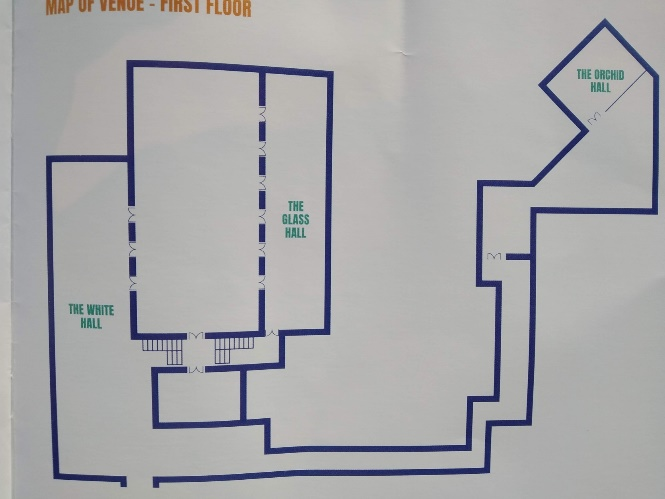 MAP OF VENUE - FIRST FLOOR
THE ORCHID
HALL
THE
GLASS
HALL
THE WHITE
HALL